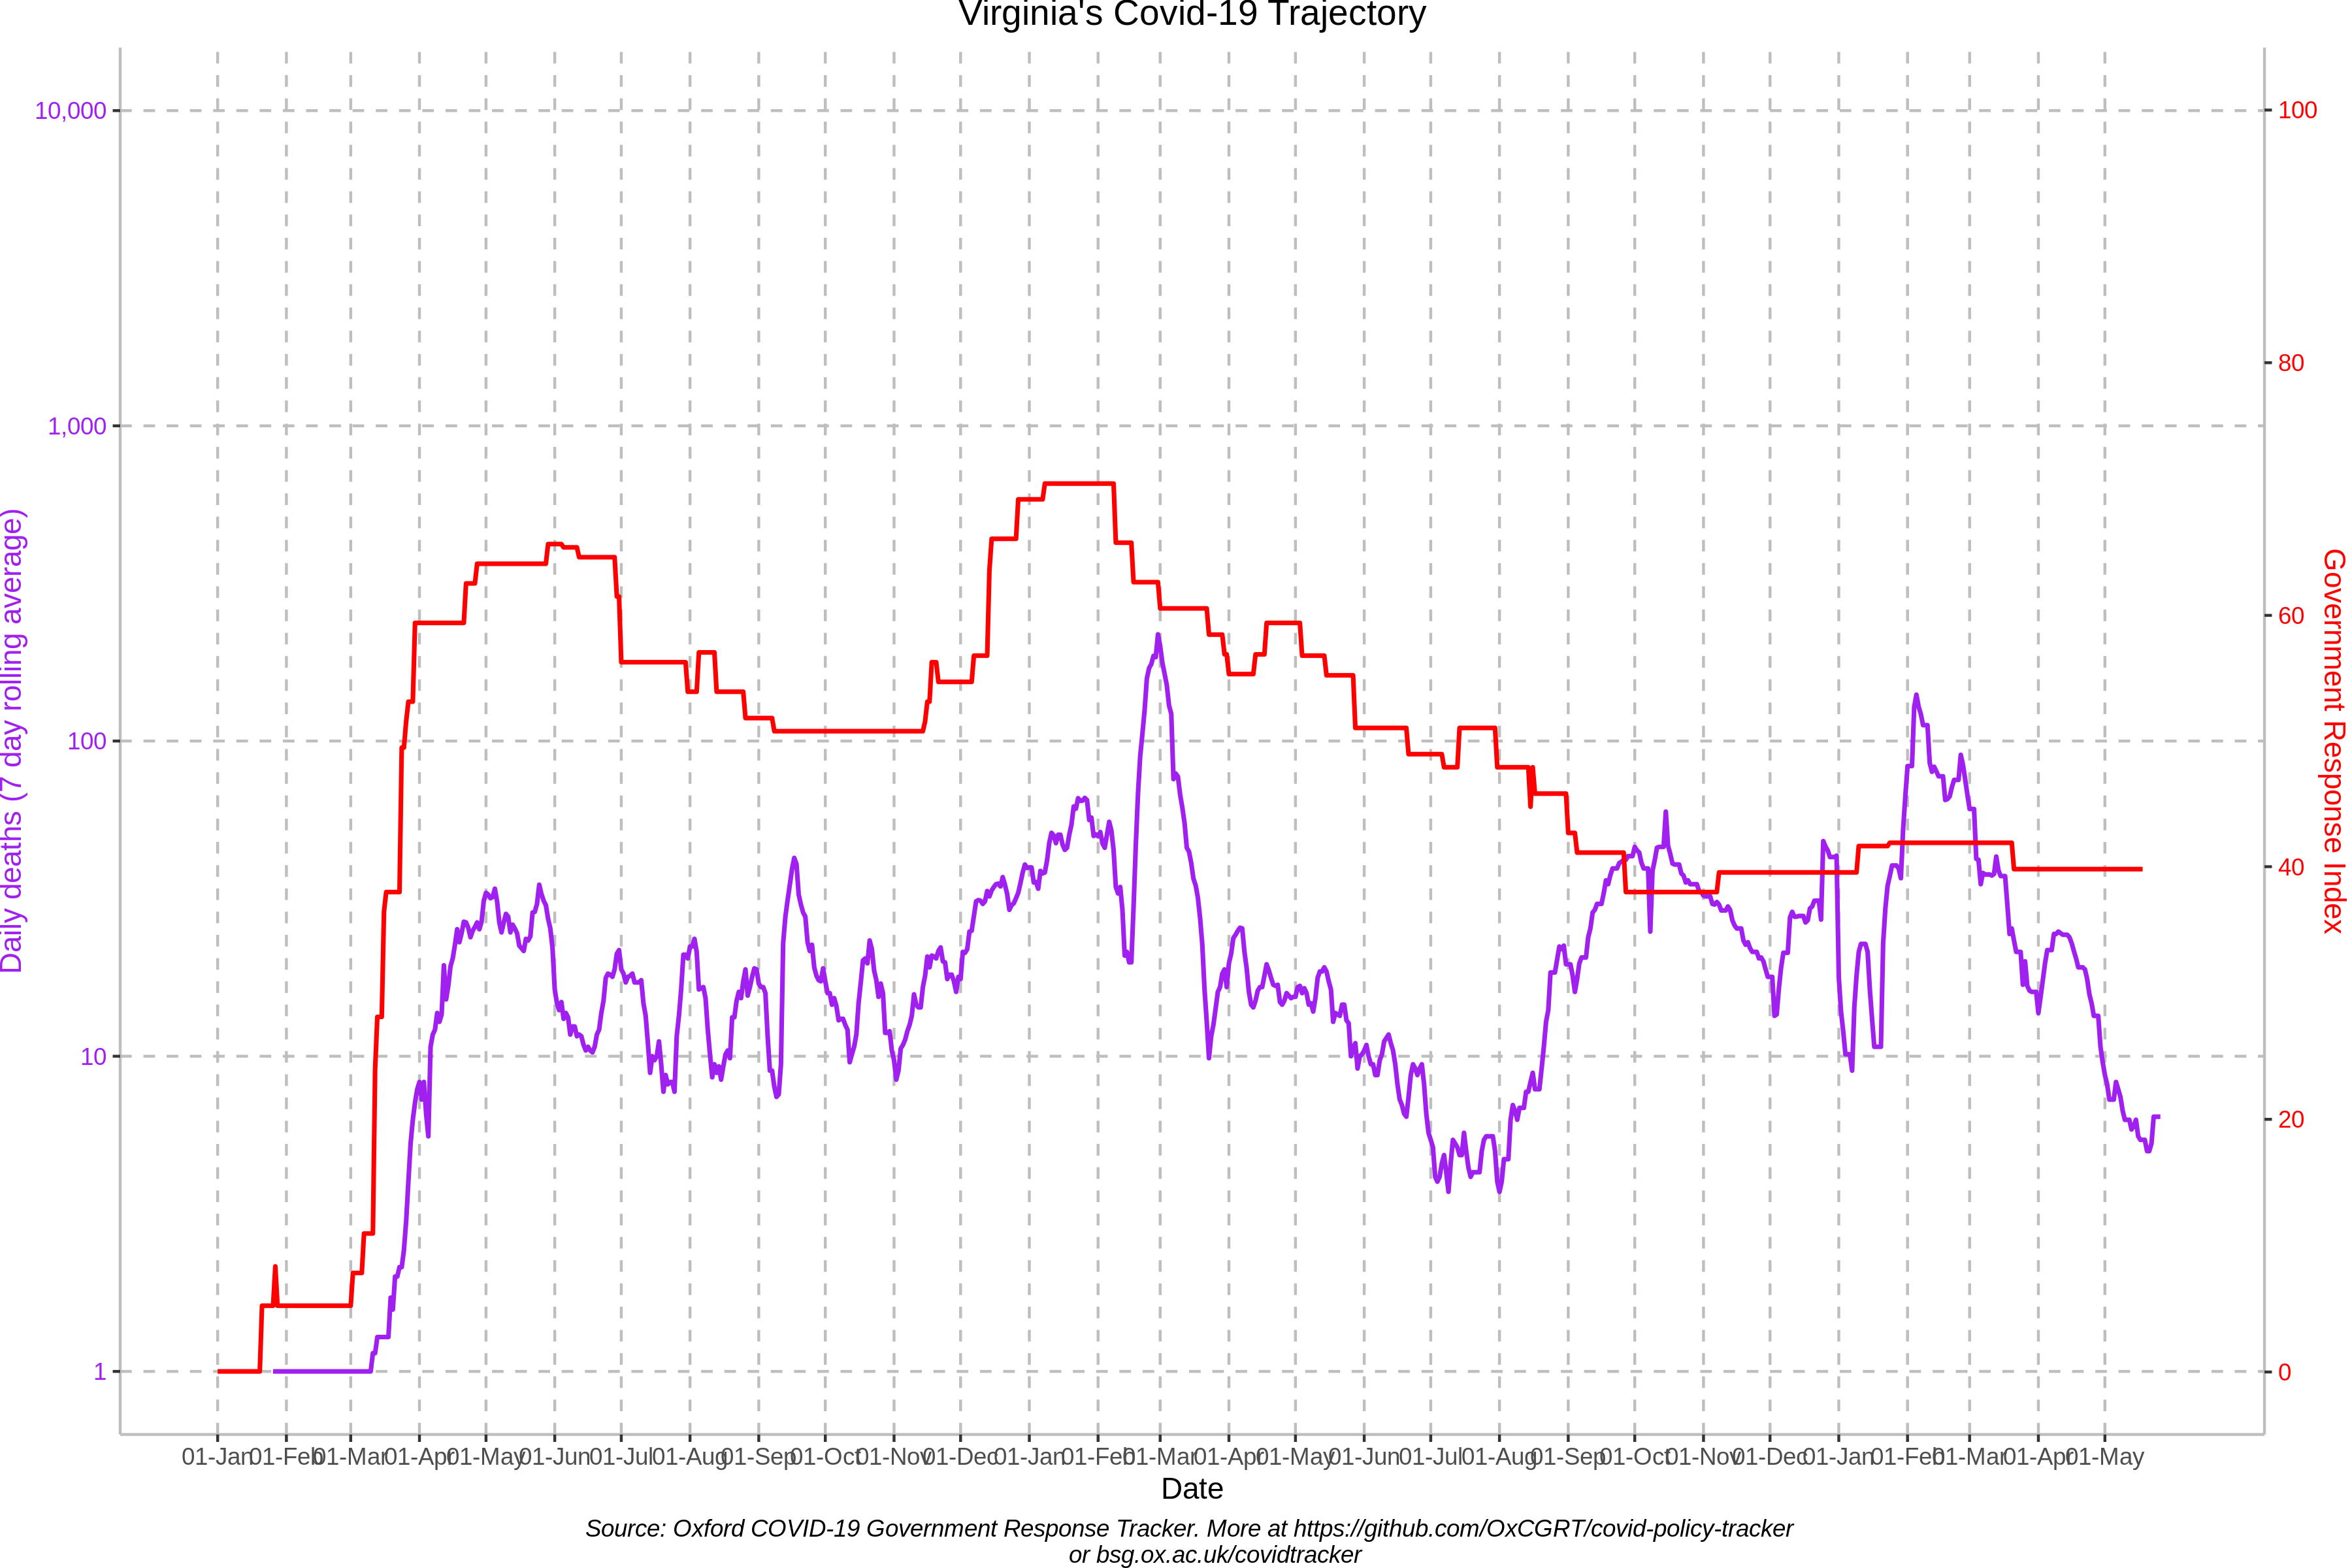 Virginia's Covid-19 Trajectory
10,000
1,000
100
10
1
Daily deaths (7 day rolling average)
100
80
60
40
20
0
Government Response Index
01-Jan 01-Feb 01-Mar 01-Apr 01-May 01-Jun 01-Jul 01-Aug 01-Sep 01-Oct 01-Nov 01-Dec 01-Jan 01-Feb 01-Mar 01-Apr 01-May 01-Jun 01-Jul 01-Aug 01-Sep 01-Oct 01-Nov 01-Dec 01-Jan 01-Feb 01-Mar 01-Apr 01-May
Date
Source: Oxford COVID-19 Government Response Tracker. More at https://github.com/OxCGRT/covid-policy-tracker
or bsg.ox.ac.uk/covidtracker